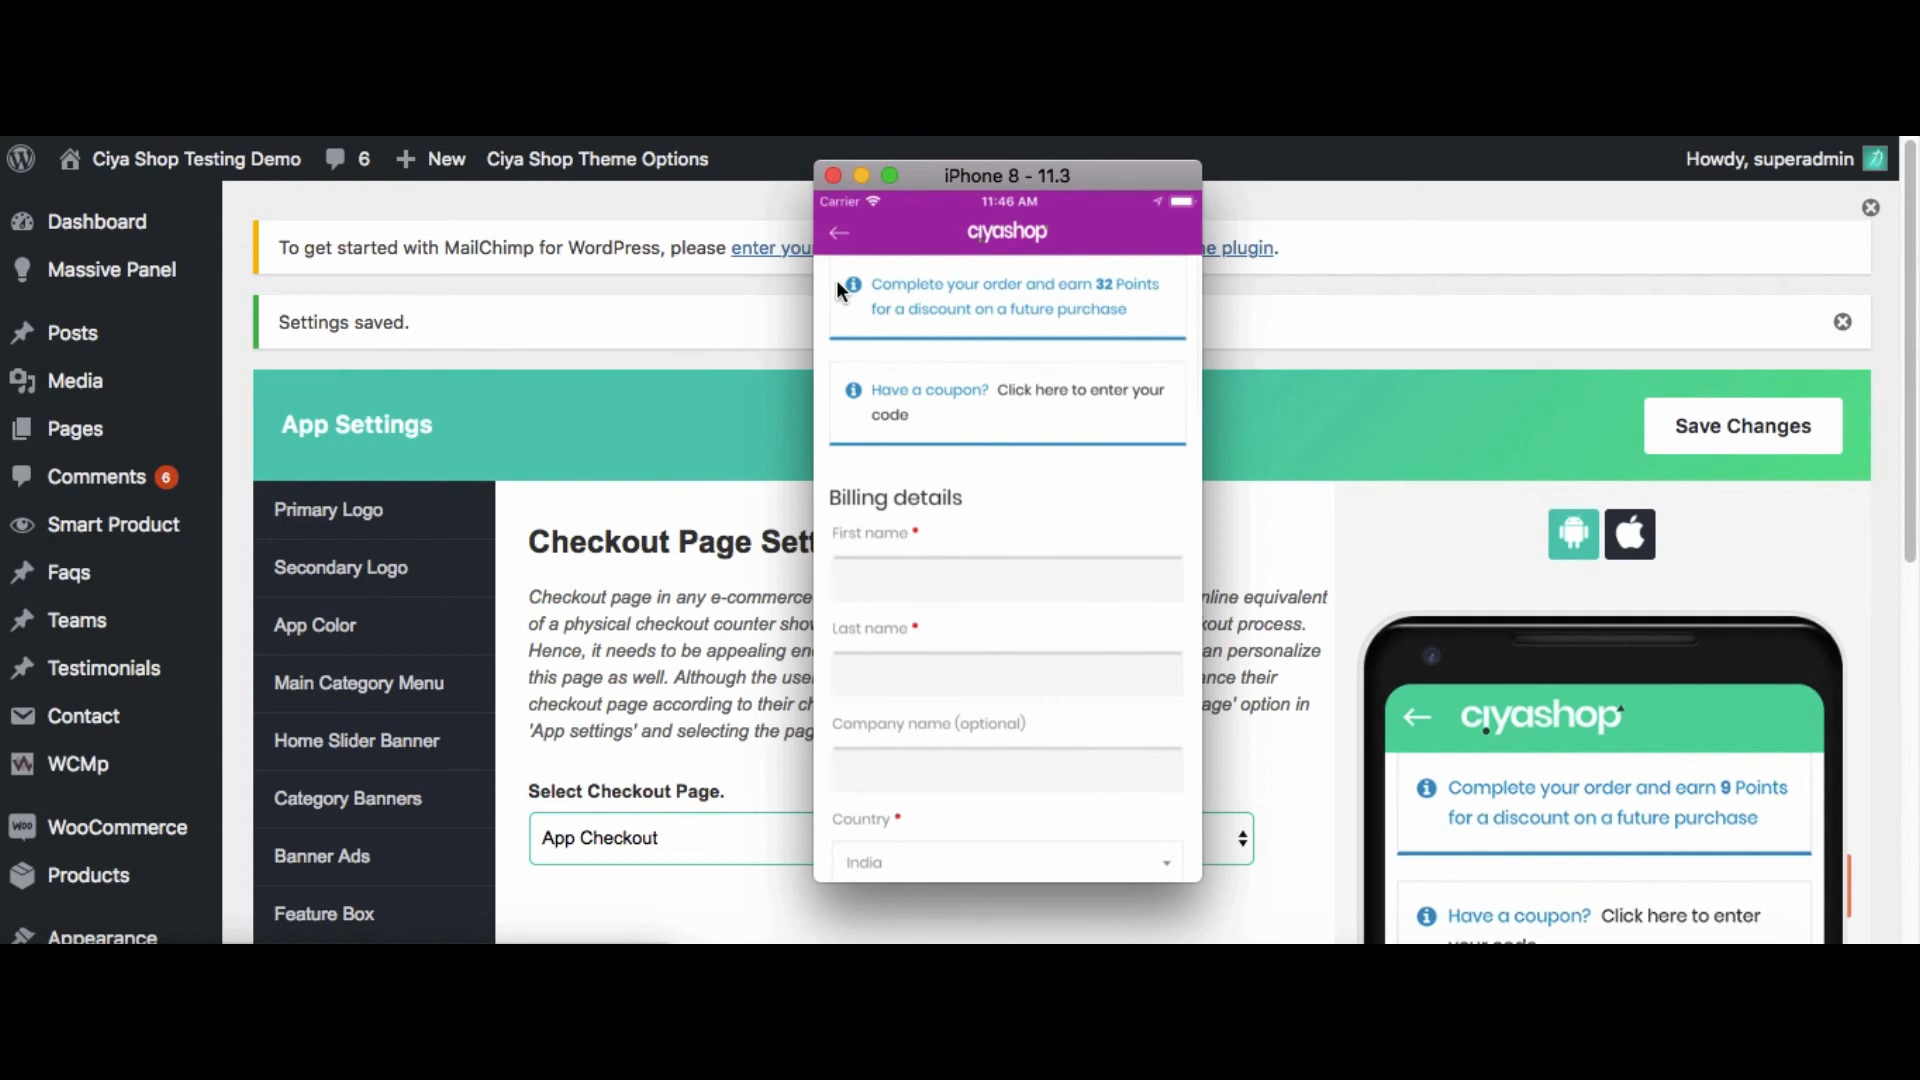 Ciya Shop Testing Demo
6
New
Ciya Shop Theme Options
Howdy, superadmin
Dashboard
Massive Panel
Posts
Media
Pages
Comments 6
Smart Product
Faqs
Teams
Testimonials
Contact
WCMp
WOO WooCommerce
Products
Appearance
To get started with MailChimp for WordPress, please enter you
e plugin.
Settings saved.
App Settings
Save Changes
Primary Logo
Secondary Logo
App Color
Main Category Menu
Home Slider Banner
Category Banners
Banner Ads
Feature Box
Checkout Page Set
Checkout page in any e-commerce
nline equivalent
of a physical checkout counter sho
kout process.
Hence, it needs to be appealing en
an personalize
this page as well. Although the use
nce their
checkout page according to their ch
age' option in
'App settings' and selecting the pag
Select Checkout Page.
App Checkout
iPhone 8 - 11.3
Carrier
11:46 AM
ciyashop
Complete your order and earn 32 Points
for a discount on a future purchase
Have a coupon? Click here to enter your
code
Billing details
First name *
Last name *
Company name (optional)
Country *
India
ciyashop
Complete your order and earn 9 Points
for a discount on a future purchase
Have a coupon? Click here to enter
your code